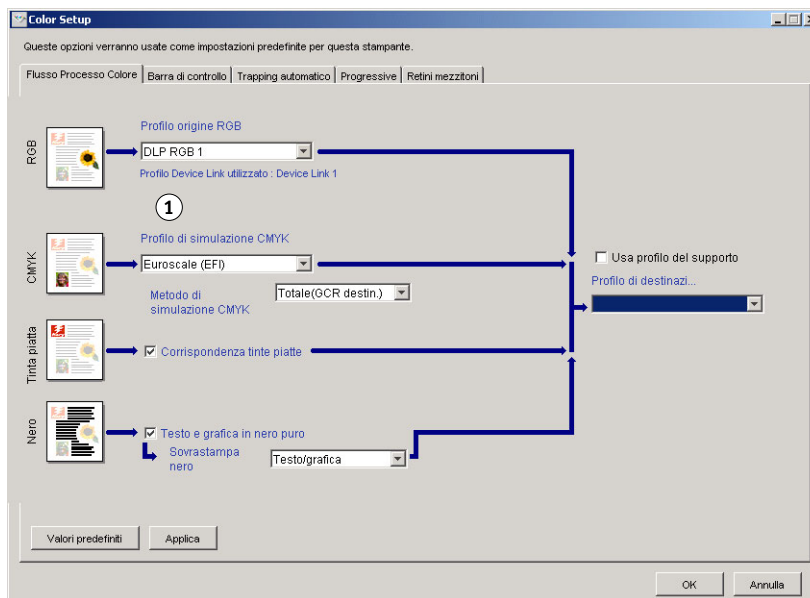 Color Setup
Queste opzioni verranno usate come impostazioni predefinite per questa stampante.
Flusso Processo Colore
Barra di controllo
Trapping automatico
Progressive
Retini mezzitoni
RGB
Profilo origine RGB
DLP RGB 1
Profilo Device Link utilizzato : Device Link 1
1
CMYK
Profilo di simulazione CMYK
Euroscale (EFI)
Metodo di
simulazione CMYK
Totale(GCR destin.)
Usa profilo del supporto
Profilo di destinazi...
Tinta piatta
Corrispondenza tinte piatte
Nero
Testo e grafica in nero puro
Sovrastampa
nero
Testo/grafica
Valori predefiniti
Applica
OK
Annulla